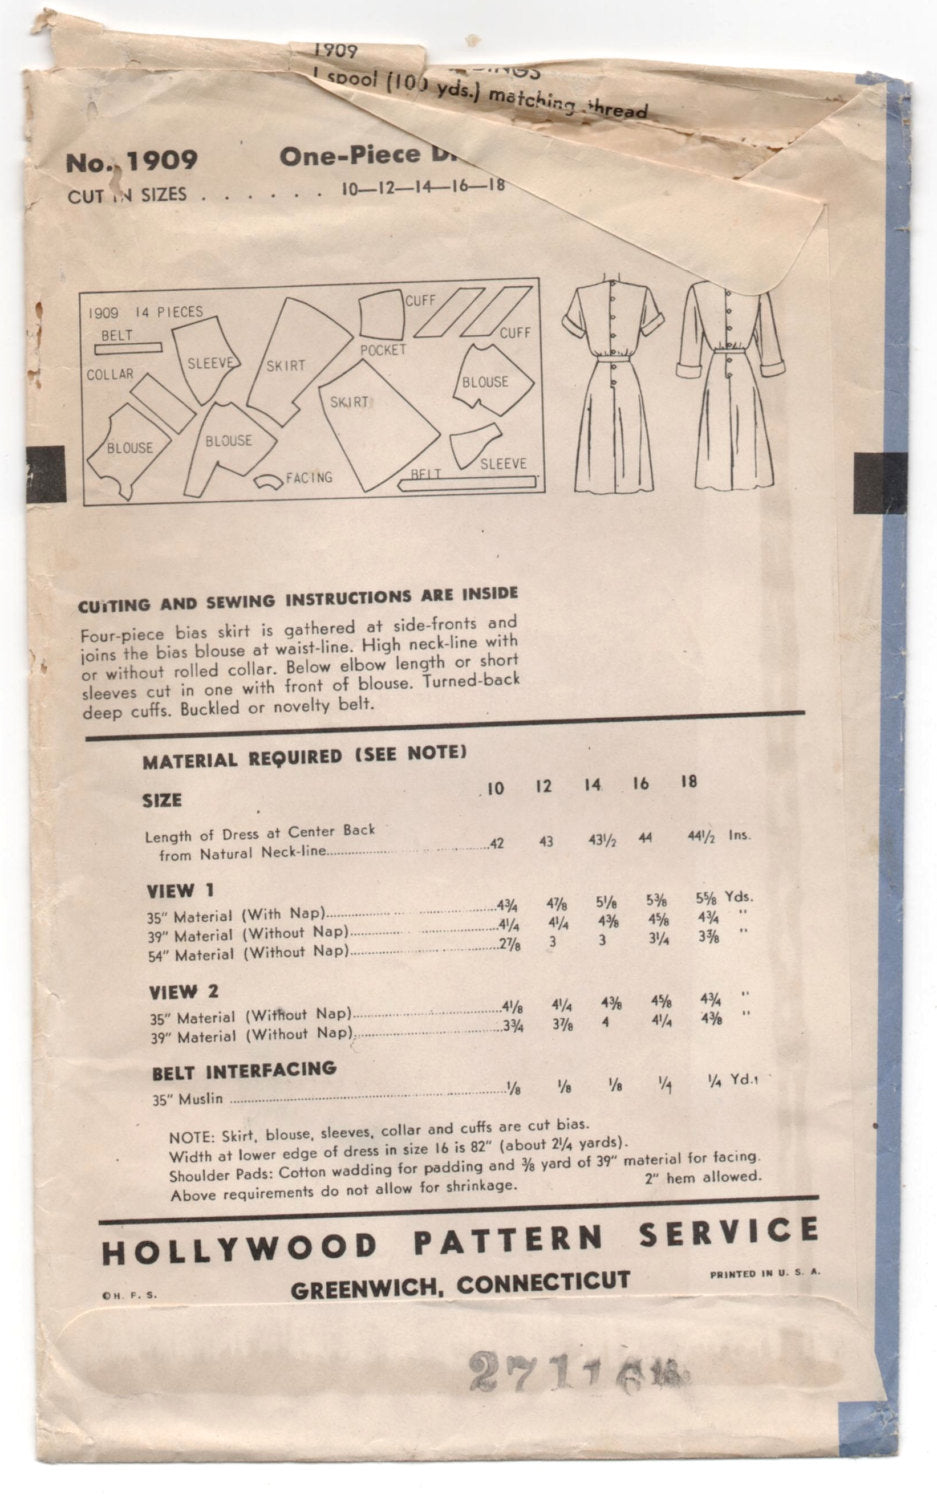 1909
1 spool (100 yds.) matching thread
No. 1909 One-Piece
CUT IN SIZES . . . . . . . 10—12—14—16—18
1909 14 PIECES
BELT
SLEEVE
SKIRT
POCKET
CUFF
CUFF
COLLAR
BLOUSE
SKIRT
BLOUSE
BLOUSE
FACING
BELT
SLEEVE
CUTTING AND SEWING INSTRUCTIONS ARE INSIDE
Four-piece bias skirt is gathered at side-fronts and
joins the bias blouse at waist-line. High neck-line with
or without rolled collar. Below elbow length or short
sleeves cut in one with front of blouse. Turned-back
deep cuffs. Buckled or novelty belt.
MATERIAL REQUIRED (SEE NOTE)
SIZE 10 12 14 16 18
Length of Dress at Center Back
from Natural Neck-line 42 43 43½ 44 44½ Ins.
VIEW 1
35" Material (With Nap) 4¾ 4⅞ 5⅛ 5⅜ 5⅝ Yds.
39" Material (Without Nap) 4¼ 4¼ 4⅜ 4⅝ 4¾ "
54" Material (Without Nap) 2⅞ 3 3 3¼ 3⅜ "
VIEW 2
35" Material (Without Nap) 4⅛ 4¼ 4⅜ 4⅝ 4¾ "
39" Material (Without Nap) 3¾ 3⅞ 4 4¼ 4⅜ "
BELT INTERFACING
35" Muslin ⅛ ⅛ ⅛ ¼ ¼ Yd.
NOTE: Skirt, blouse, sleeves, collar and cuffs are cut bias.
Width at lower edge of dress in size 16 is 82" (about 2¼ yards).
Shoulder Pads: Cotton wadding for padding and ⅜ yard of 39" material for facing.
Above requirements do not allow for shrinkage. 2" hem allowed.
HOLLYWOOD PATTERN SERVICE
GREENWICH, CONNECTICUT
PRINTED IN U. S. A.
© H. P. S.
27116